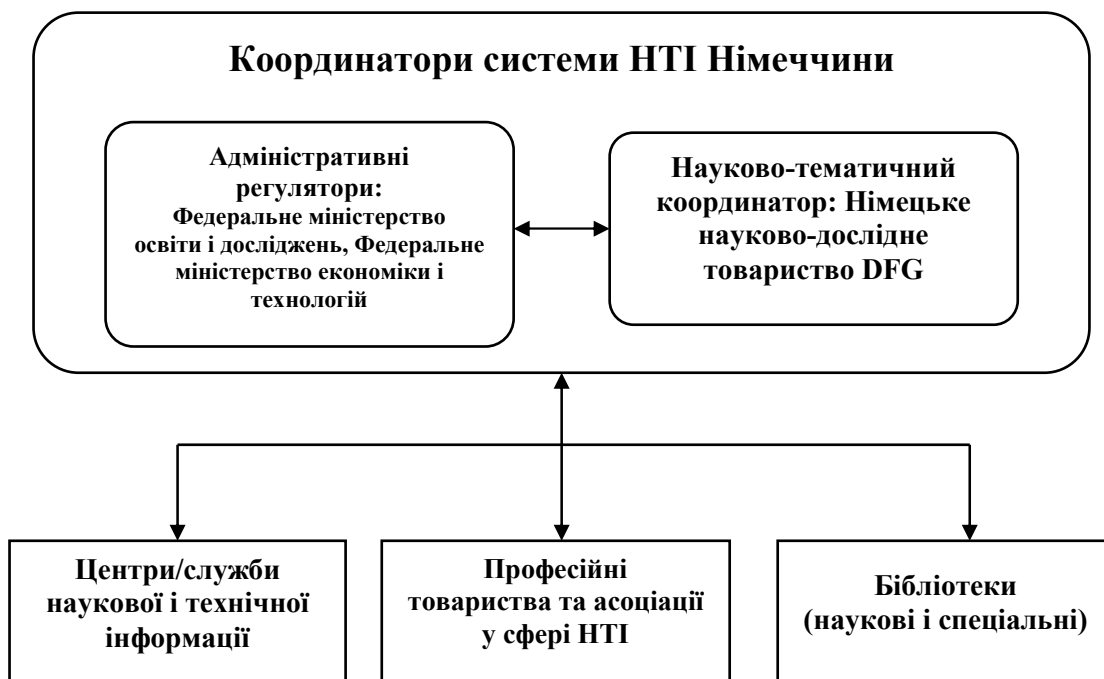 Координатори системи НТІ Німеччини
Адміністративні
регулятори:
Федеральне міністерство
освіти і досліджень, Федеральне
міністерство економіки і
технологій
Науково-тематичний
координатор: Німецьке
науково-дослідне
товариство DFG
Центри/служби
наукової і технічної
інформації
Професійні
товариства та асоціації
у сфері НТІ
Бібліотеки
(наукові і спеціальні)